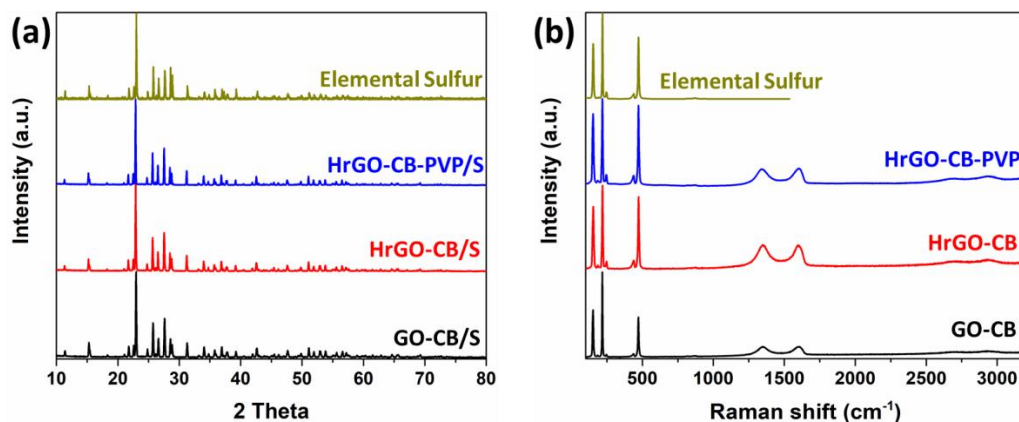 (a)
Intensity (a.u.)
Elemental Sulfur
HrGO-CB-PVP/S
HrGO-CB/S
GO-CB/S
10 20 30 40 50 60 70 80
2 Theta
(b)
Intensity (a.u.)
Elemental Sulfur
HrGO-CB-PVP
HrGO-CB
GO-CB
500 1000 1500 2000 2500 3000
Raman shift (cm⁻¹)